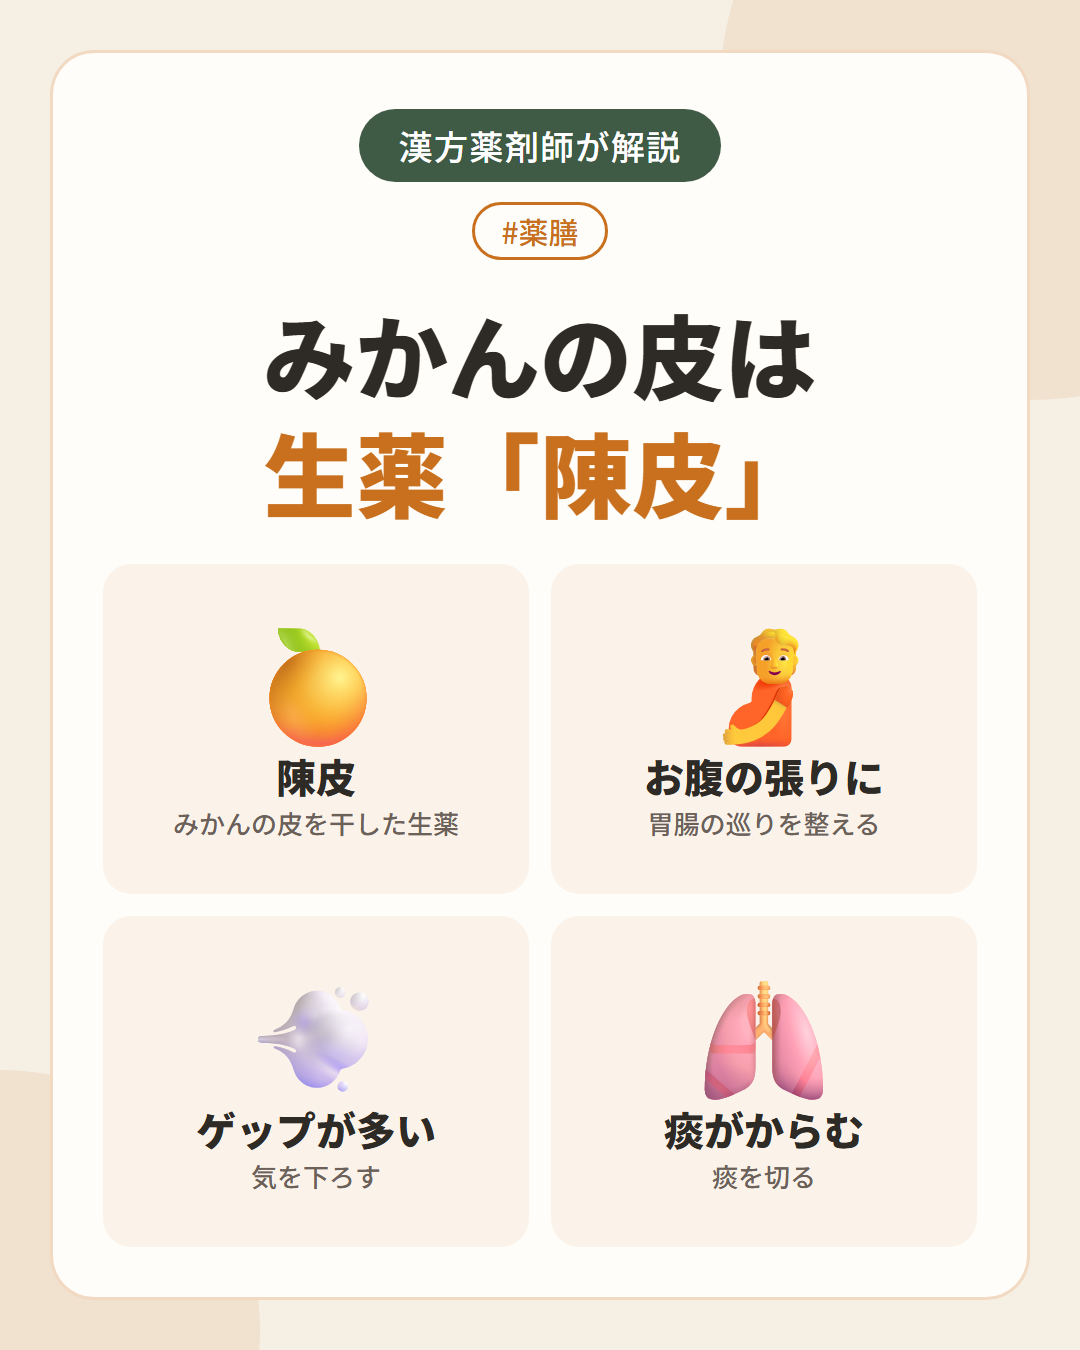 漢方薬剤師が解説
#薬膳
みかんの皮は
生薬「陳皮」
陳皮
みかんの皮を干した生薬
お腹の張りに
胃腸の巡りを整える
ゲップが多い
気を下ろす
痰がからむ
痰を切る